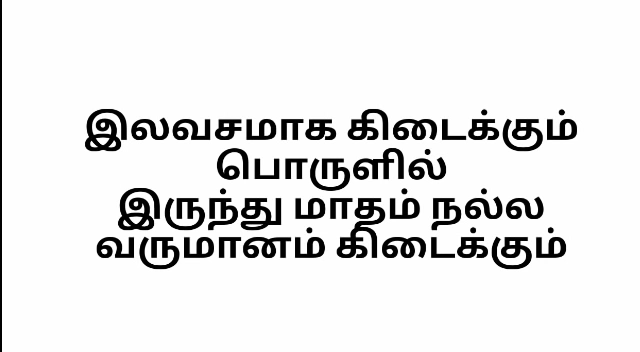 இலவசமாக கிடைக்கும்
பொருளில்
இருந்து மாதம் நல்ல
வருமானம் கிடைக்கும்